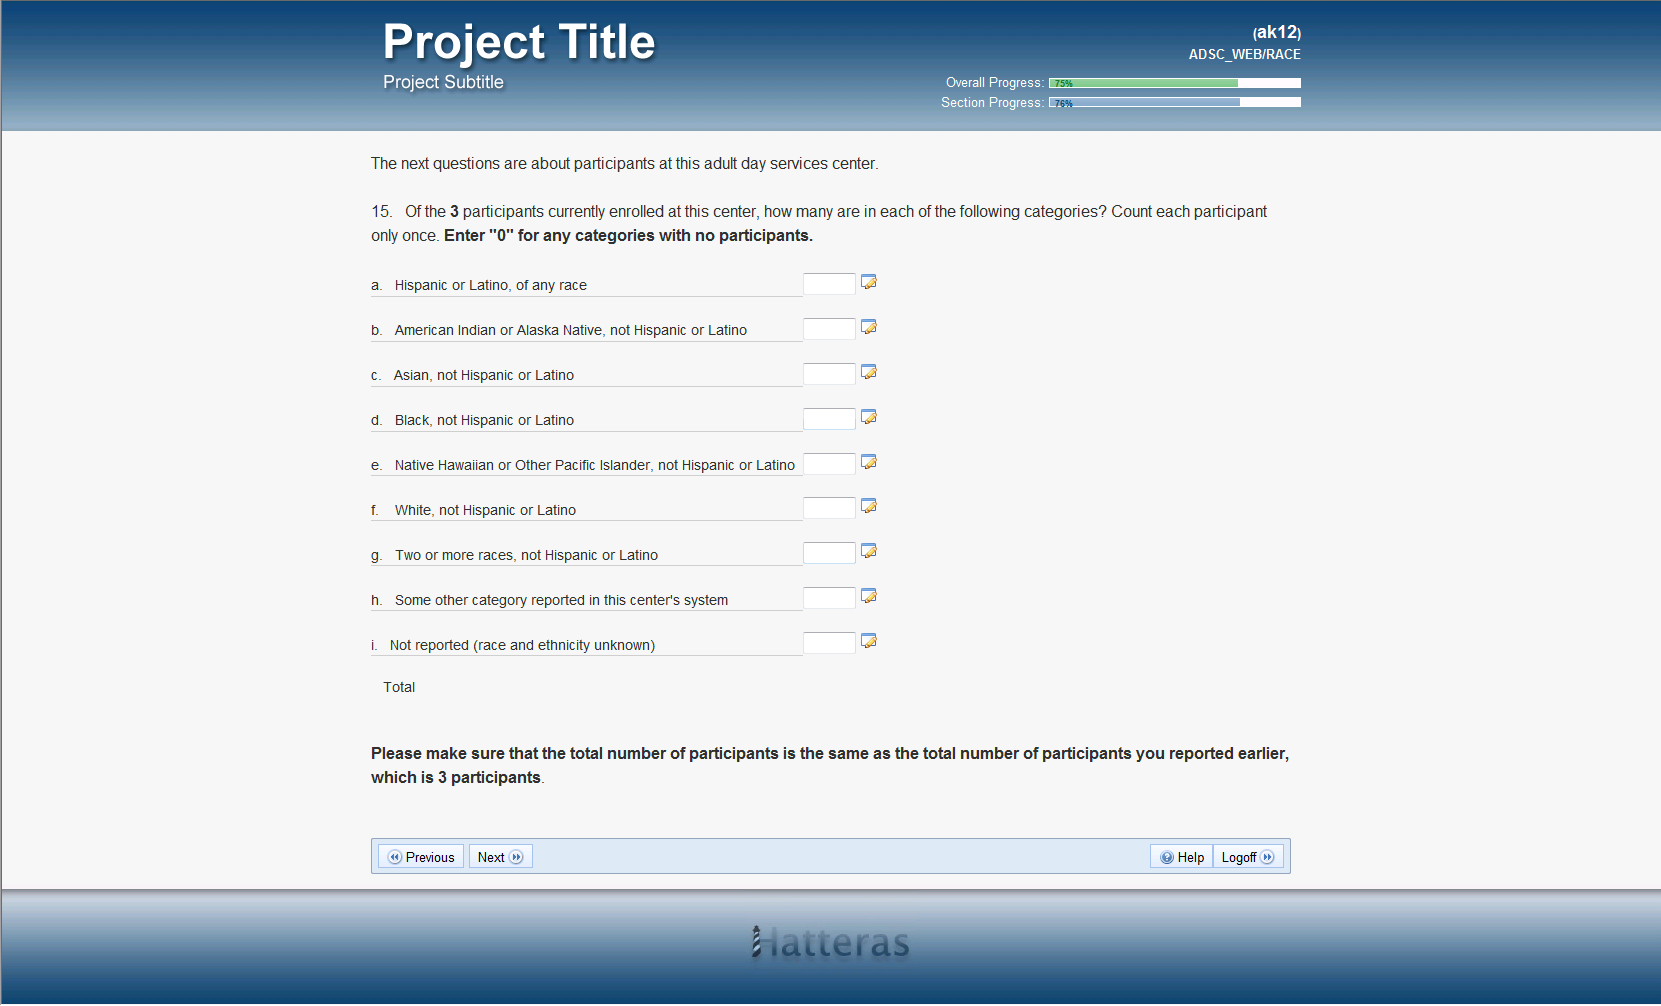 Project Title
Project Subtitle
(ak12)
ADSC_WEB/RACE
Overall Progress: 75%
Section Progress: 76%
The next questions are about participants at this adult day services center.
15. Of the 3 participants currently enrolled at this center, how many are in each of the following categories? Count each participant
only once. Enter "0" for any categories with no participants.
a. Hispanic or Latino, of any race
b. American Indian or Alaska Native, not Hispanic or Latino
c. Asian, not Hispanic or Latino
d. Black, not Hispanic or Latino
e. Native Hawaiian or Other Pacific Islander, not Hispanic or Latino
f. White, not Hispanic or Latino
g. Two or more races, not Hispanic or Latino
h. Some other category reported in this center's system
i. Not reported (race and ethnicity unknown)
Total
Please make sure that the total number of participants is the same as the total number of participants you reported earlier,
which is 3 participants.
Previous Next Help Logoff
Hatteras